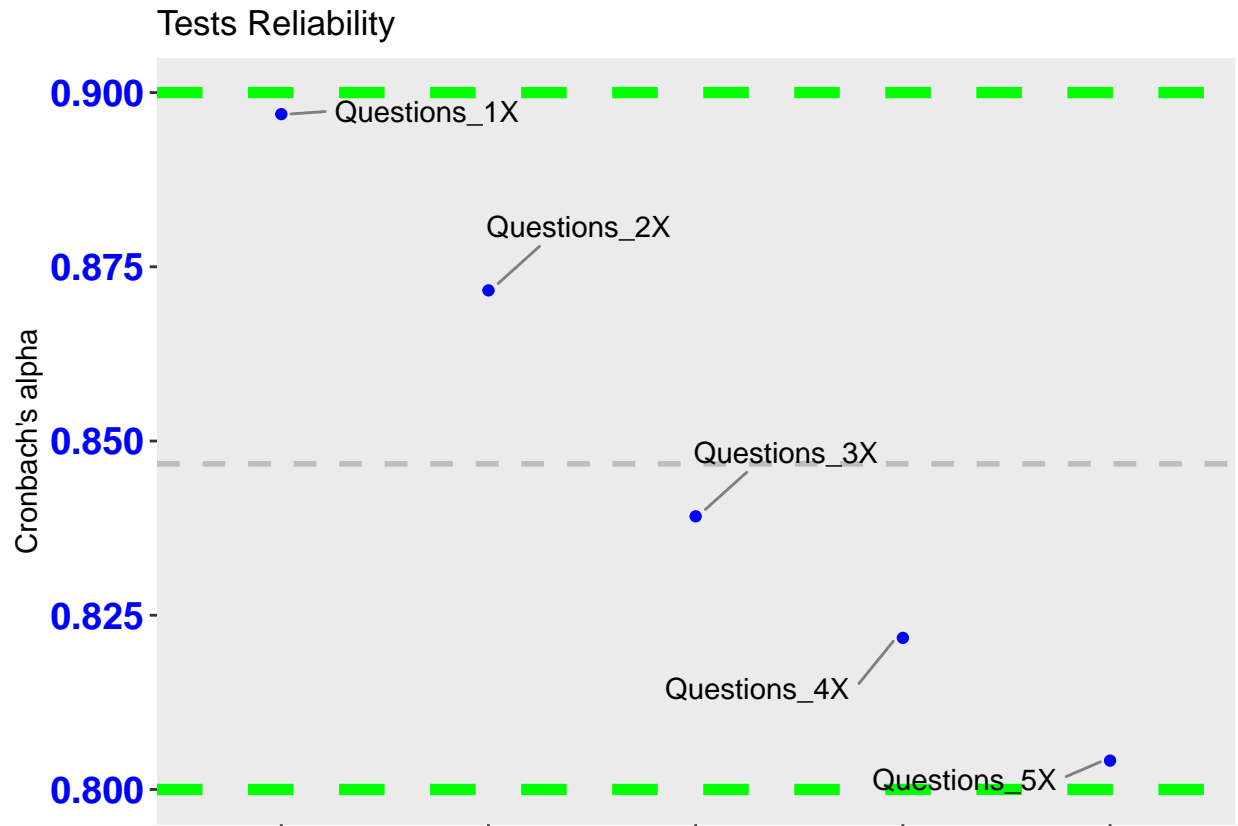 Tests Reliability
0.900
Questions_1X
Questions_2X
0.875
Cronbach's alpha
0.850
Questions_3X
0.825
Questions_4X
Questions_5X
0.800